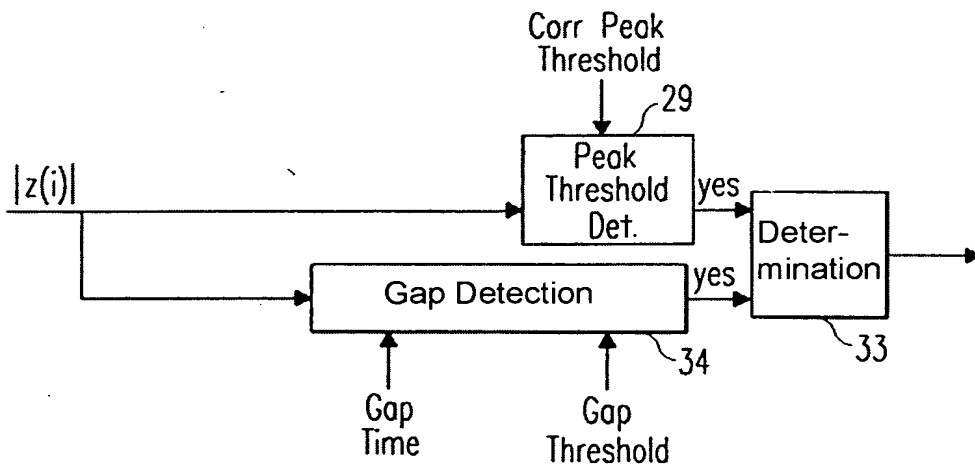 Corr Peak
Threshold
29
|z(i)|
Peak
Threshold
Det.
yes
Deter-
mination
Gap Detection
yes
34
33
Gap
Time
Gap
Threshold